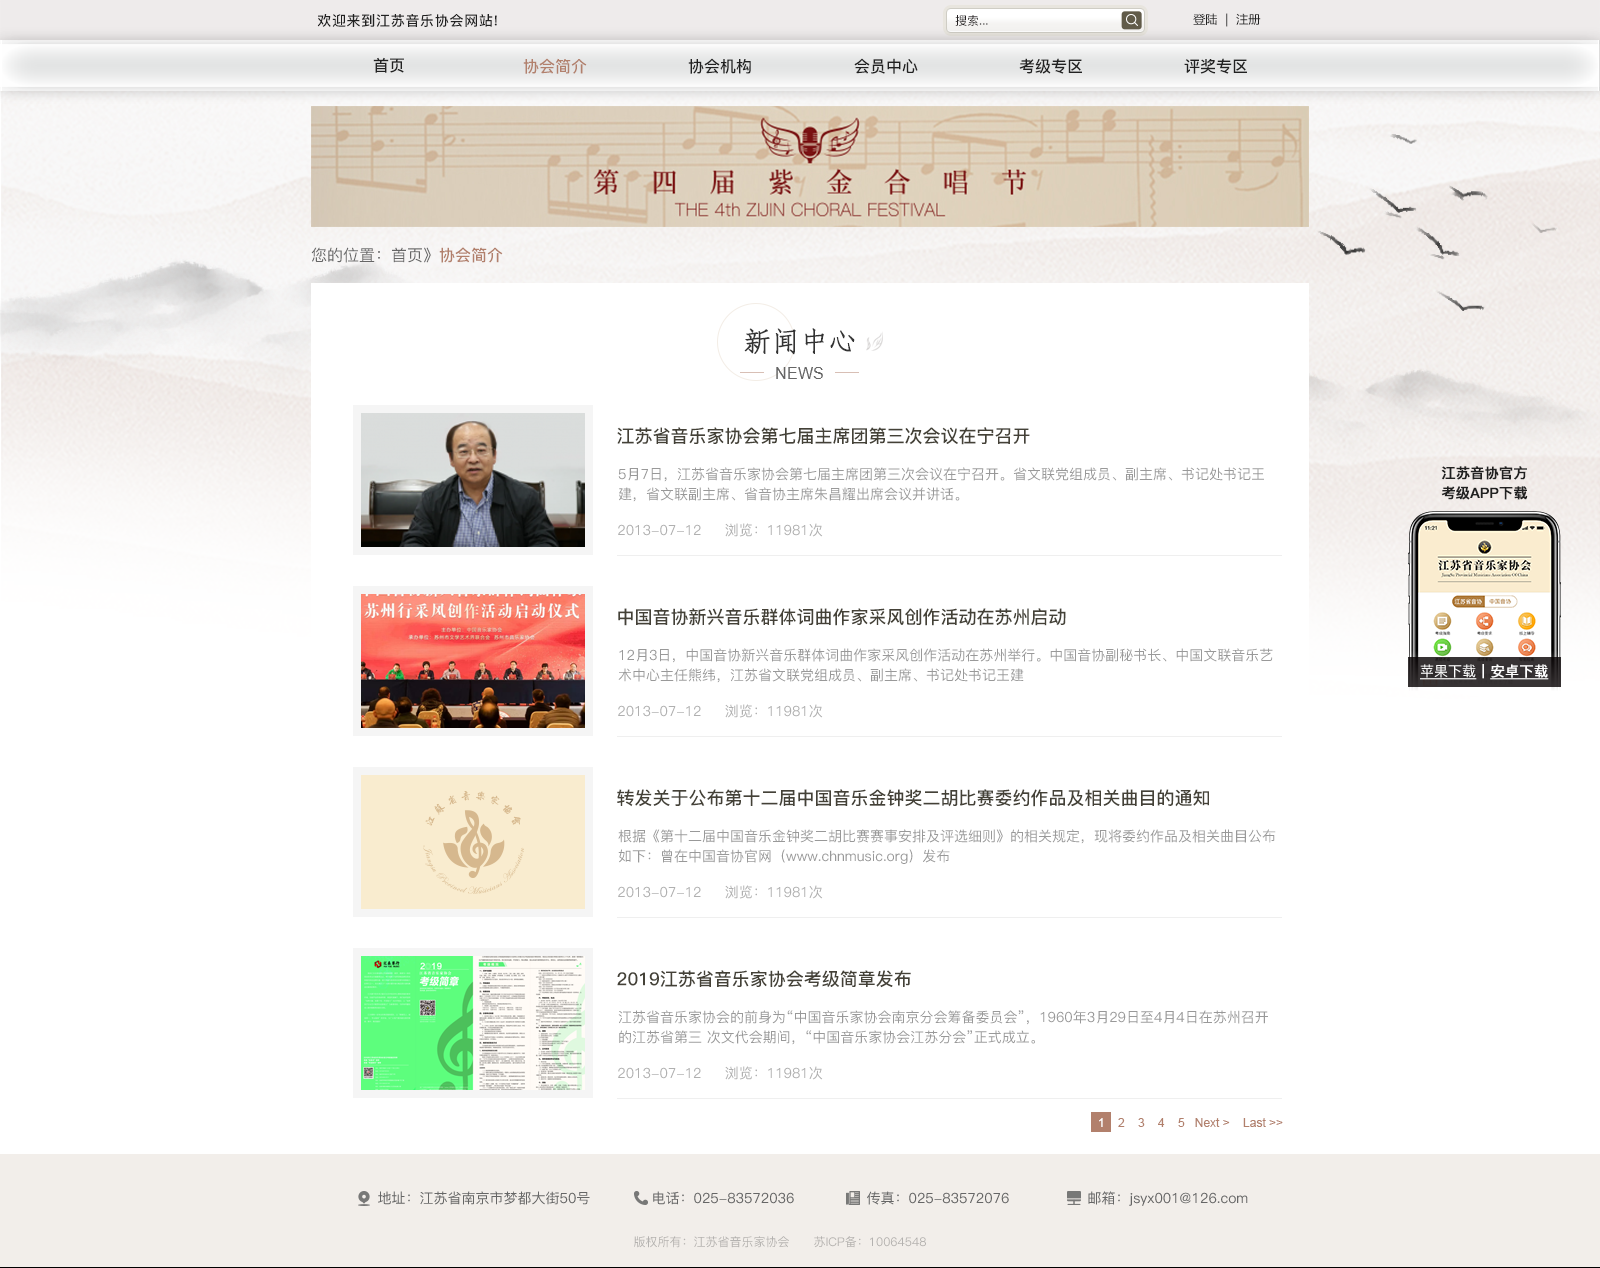 欢迎来到江苏音乐协会网站!
搜索...
登陆 | 注册
首页
协会简介
协会机构
会员中心
考级专区
评奖专区
第四届紫金合唱节
THE 4th ZIJIN CHORAL FESTIVAL
您的位置：首页》协会简介
新闻中心
NEWS
江苏省音乐家协会第七届主席团第三次会议在宁召开
5月7日，江苏省音乐家协会第七届主席团第三次会议在宁召开。省文联党组成员、副主席、书记处书记王
建，省文联副主席、省音协主席朱昌耀出席会议并讲话。
2013-07-12 浏览：11981次
苏州行采风创作活动启动仪式
中国音协新兴音乐群体词曲作家采风创作活动在苏州启动
12月3日，中国音协新兴音乐群体词曲作家采风创作活动在苏州举行。中国音协副秘书长、中国文联音乐艺
术中心主任熊纬，江苏省文联党组成员、副主席、书记处书记王建
2013-07-12 浏览：11981次
江苏省音乐家协会
转发关于公布第十二届中国音乐金钟奖二胡比赛委约作品及相关曲目的通知
根据《第十二届中国音乐金钟奖二胡比赛赛事安排及评选细则》的相关规定，现将委约作品及相关曲目公布
如下：曾在中国音协官网（www.chnmusic.org）发布
2013-07-12 浏览：11981次
2019
考级简章
2019江苏省音乐家协会考级简章发布
江苏省音乐家协会的前身为“中国音乐家协会南京分会筹备委员会”，1960年3月29日至4月4日在苏州召开
的江苏省第三 次文代会期间，“中国音乐家协会江苏分会”正式成立。
2013-07-12 浏览：11981次
1 2 3 4 5 Next > Last >>
江苏音协官方
考级APP下载
11:21
江苏省音乐家协会
江苏省音协 中国音协
苹果下载 | 安卓下载
地址：江苏省南京市梦都大街50号
电话：025-83572036
传真：025-83572076
邮箱：jsyx001@126.com
版权所有：江苏省音乐家协会 苏ICP备：10064548